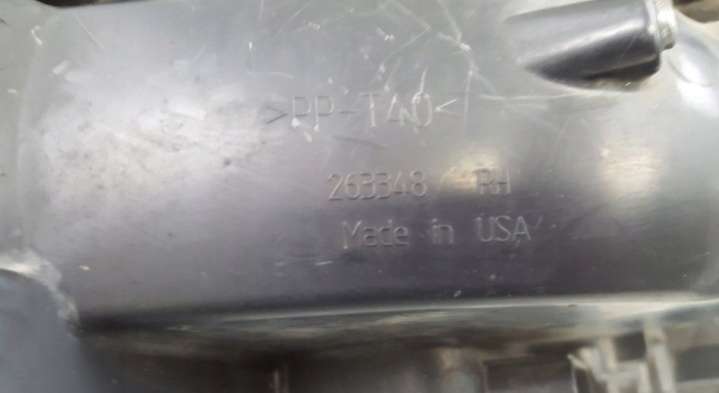 >PP-T40<
263348 RH
Made in USA